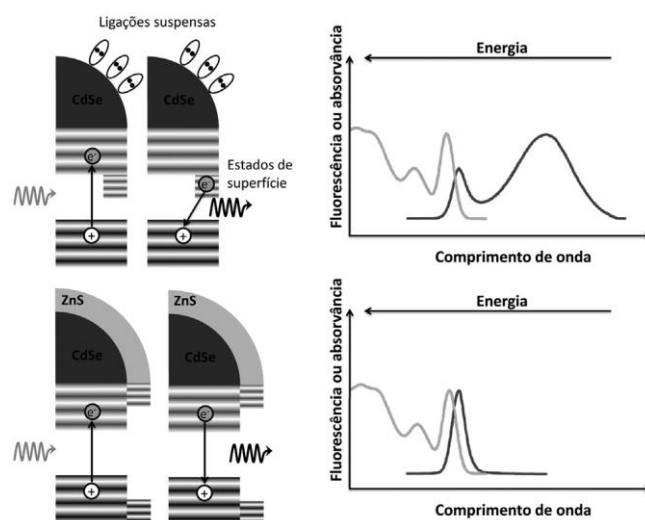 Ligações suspensas
CdSe
CdSe
e-
e-
Estados de
superfície
+
+
Energia
Fluorescência ou absorvância
Comprimento de onda
ZnS
ZnS
CdSe
CdSe
e-
e-
+
+
Energia
Fluorescência ou absorvância
Comprimento de onda